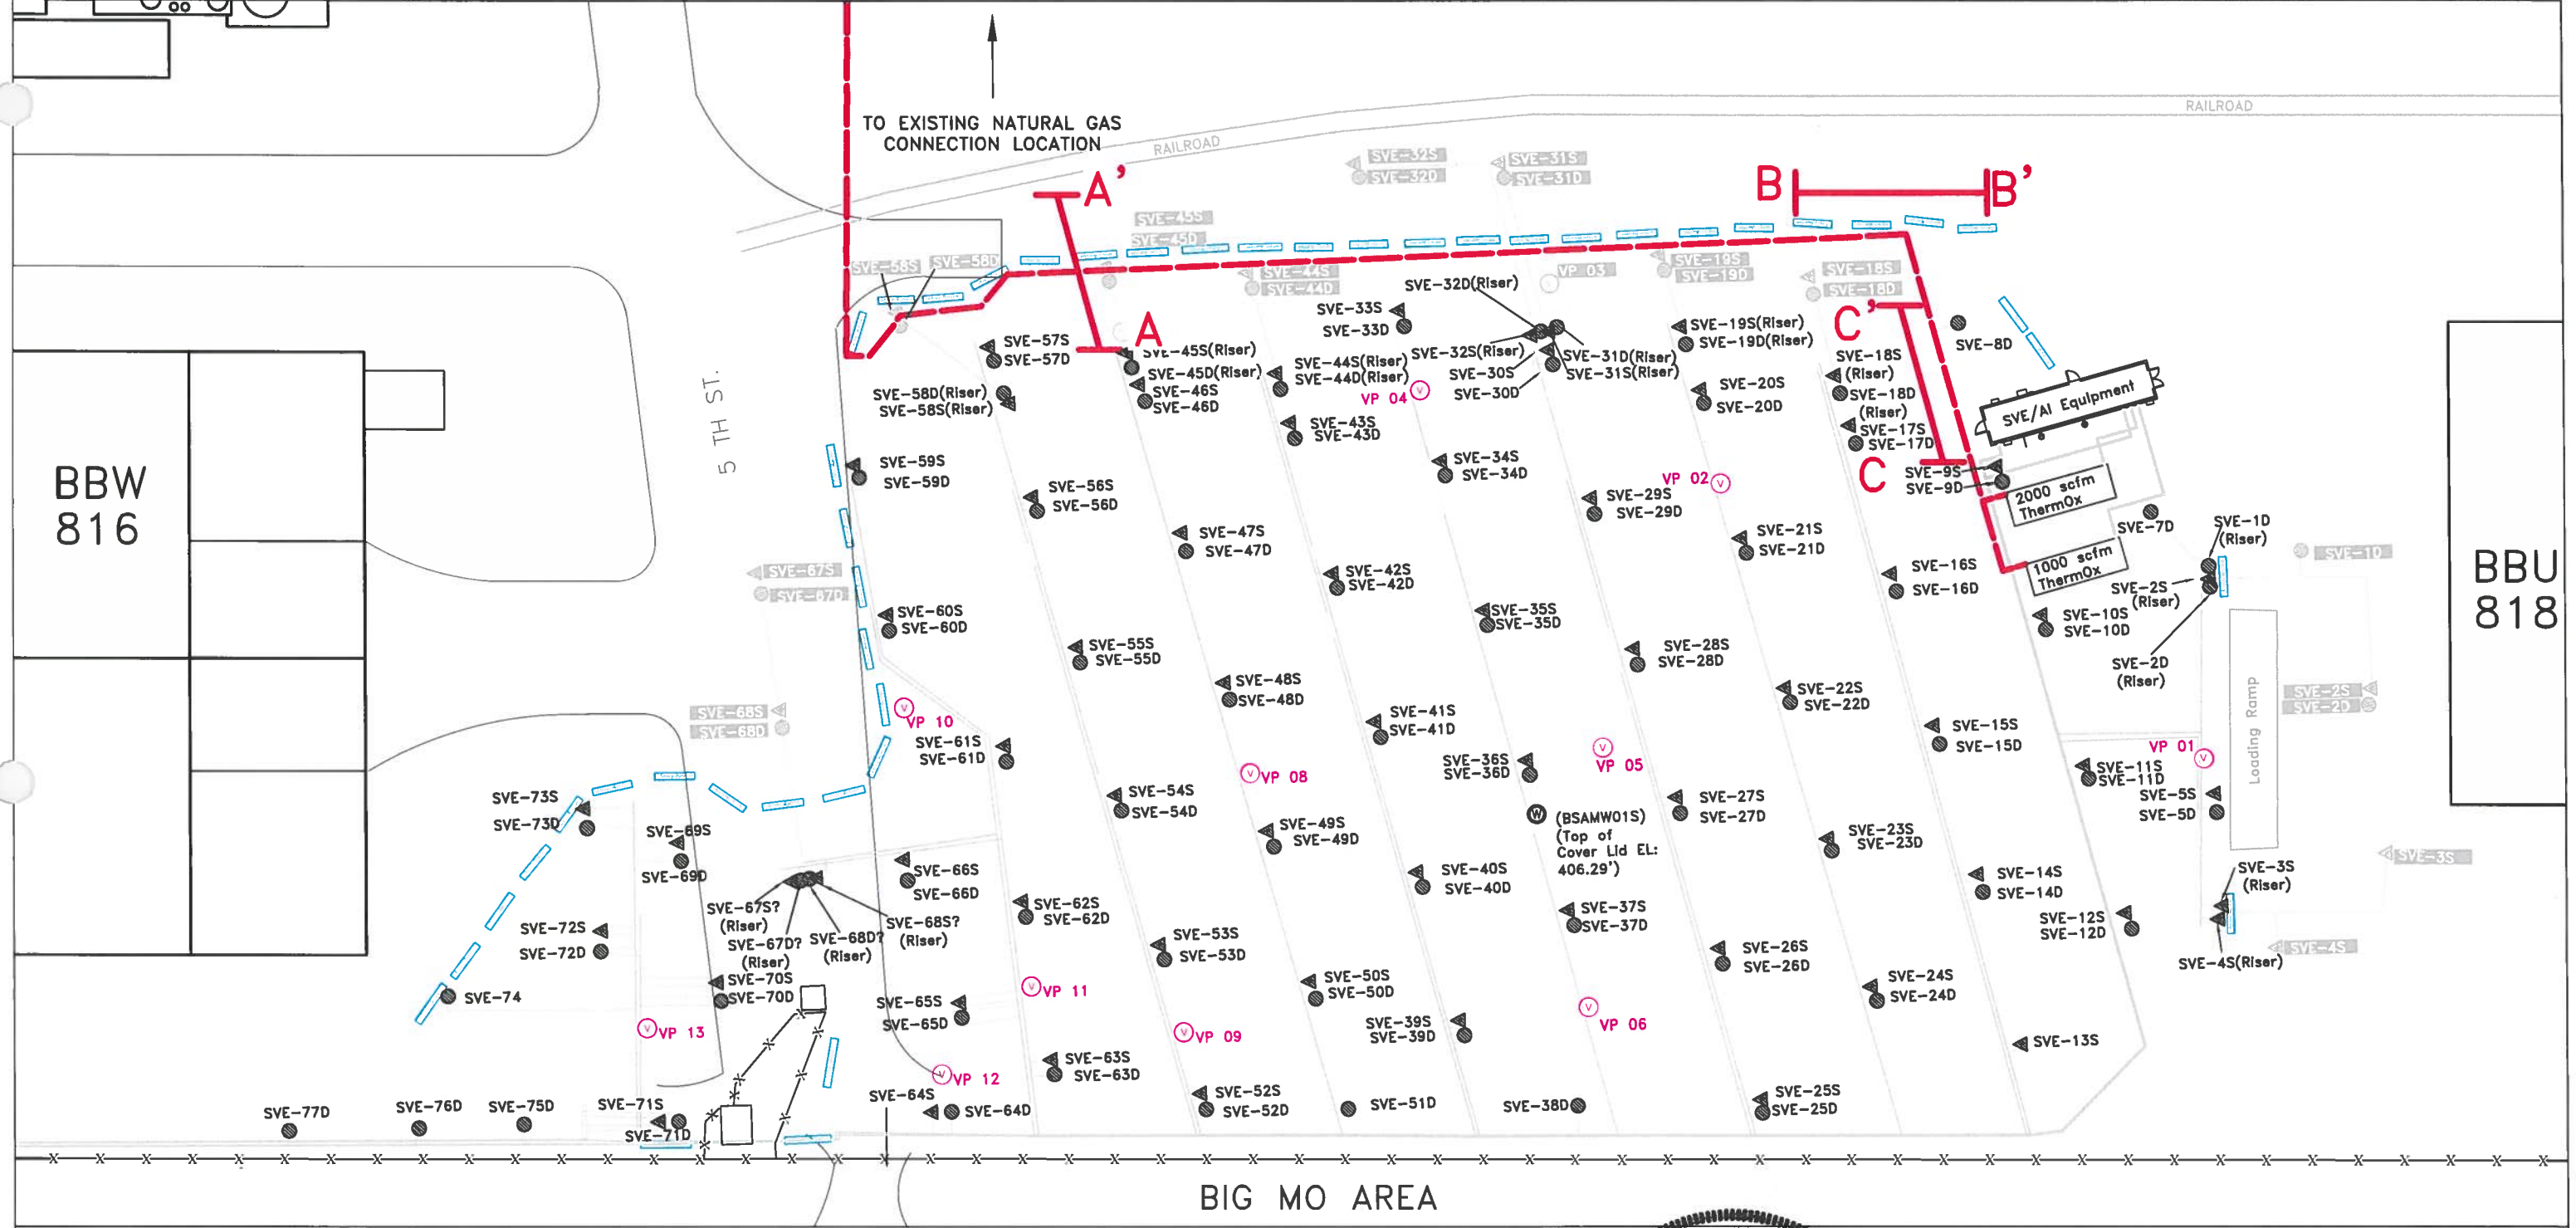 TO EXISTING NATURAL GAS
CONNECTION LOCATION
RAILROAD
RAILROAD
A'
A
B
B'
C'
C
SVE-32S
SVE-32D
SVE-31S
SVE-31D
SVE-45S
SVE-45D
SVE-58S
SVE-58D
SVE-44S
SVE-44D
VP 03
SVE-19S
SVE-19D
SVE-18S
SVE-18D
SVE-32D(Riser)
SVE-33S
SVE-33D
SVE-57S
SVE-57D
SVE-45S(Riser)
SVE-45D(Riser)
SVE-46S
SVE-46D
SVE-44S(Riser)
SVE-44D(Riser)
VP 04
SVE-32S(Riser)
SVE-30S
SVE-30D
SVE-31D(Riser)
SVE-31S(Riser)
SVE-19S(Riser)
SVE-19D(Riser)
SVE-18S
(Riser)
SVE-18D
(Riser)
SVE-17S
SVE-17D
SVE-8D
SVE/AI Equipment
SVE-58D(Riser)
SVE-58S(Riser)
SVE-20S
SVE-20D
SVE-43S
SVE-43D
5 TH ST.
BBW
816
SVE-59S
SVE-59D
SVE-56S
SVE-56D
SVE-34S
SVE-34D
VP 02
SVE-9S
SVE-9D
2000 scfm
ThermOx
SVE-29S
SVE-29D
SVE-47S
SVE-47D
SVE-21S
SVE-21D
SVE-7D
SVE-1D
(Riser)
SVE-1D
1000 scfm
ThermOx
BBU
818
SVE-67S
SVE-67D
SVE-42S
SVE-42D
SVE-16S
SVE-16D
SVE-2S
(Riser)
SVE-60S
SVE-60D
SVE-35S
SVE-35D
SVE-10S
SVE-10D
SVE-55S
SVE-55D
SVE-28S
SVE-28D
SVE-2D
(Riser)
SVE-48S
SVE-48D
SVE-22S
SVE-22D
SVE-2S
SVE-2D
Loading Ramp
SVE-68S
SVE-68D
VP 10
SVE-61S
SVE-61D
SVE-41S
SVE-41D
SVE-15S
SVE-15D
VP 01
VP 08
SVE-36S
SVE-36D
VP 05
SVE-11S
SVE-11D
SVE-5S
SVE-5D
SVE-73S
SVE-73D
SVE-54S
SVE-54D
SVE-27S
SVE-27D
SVE-69S
SVE-69D
SVE-49S
SVE-49D
W
(BSAMW01S)
(Top of
Cover Lid EL:
406.29')
SVE-23S
SVE-23D
SVE-3S
SVE-66S
SVE-66D
SVE-40S
SVE-40D
SVE-14S
SVE-14D
SVE-3S
(Riser)
SVE-67S?
(Riser)
SVE-67D?
(Riser)
SVE-68D?
(Riser)
SVE-68S?
(Riser)
SVE-62S
SVE-62D
SVE-37S
SVE-37D
SVE-12S
SVE-12D
SVE-72S
SVE-72D
SVE-53S
SVE-53D
SVE-26S
SVE-26D
SVE-4S
SVE-4S(Riser)
SVE-74
SVE-70S
SVE-70D
VP 11
SVE-50S
SVE-50D
SVE-24S
SVE-24D
SVE-65S
SVE-65D
VP 13
VP 09
SVE-39S
SVE-39D
VP 06
SVE-13S
SVE-63S
SVE-63D
VP 12
SVE-64S
SVE-64D
SVE-52S
SVE-52D
SVE-51D
SVE-38D
SVE-25S
SVE-25D
SVE-77D
SVE-76D
SVE-75D
SVE-71S
SVE-71D
BIG MO AREA